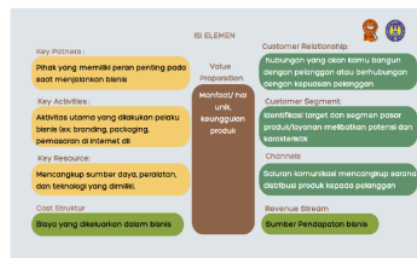 ISI ELEMEN
Key Patners :
Pihak yang memiliki peran penting pada
saat menjalankan bisnis
Key Activities :
Aktivitas utama yang dilakukan pelaku
bisnis (ex: branding, packaging,
pemasaran di internet dll
Key Resource:
Mencangkup sumber daya, peralatan,
dan teknologi yang dimiliki.
Cost Struktur
Biaya yang dikeluarkan dalam bisnis
Value
Proposition
Manfaat/ hal
unik,
keunggulan
produk
Customer Relationship:
hubungan yang akan kamu bangun
dengan pelanggan atau berhubungan
dengan kepuasan pelanggan
Customer Segment:
Identifikasi target dan segmen pasar
produk/layanan melibatkan potensi dan
karakteristik
Channels
Saluran komunikasi mencangkup sarana
distribusi produk kepada pelanggan
Revenue Stream
Sumber Pendapatan bisnis